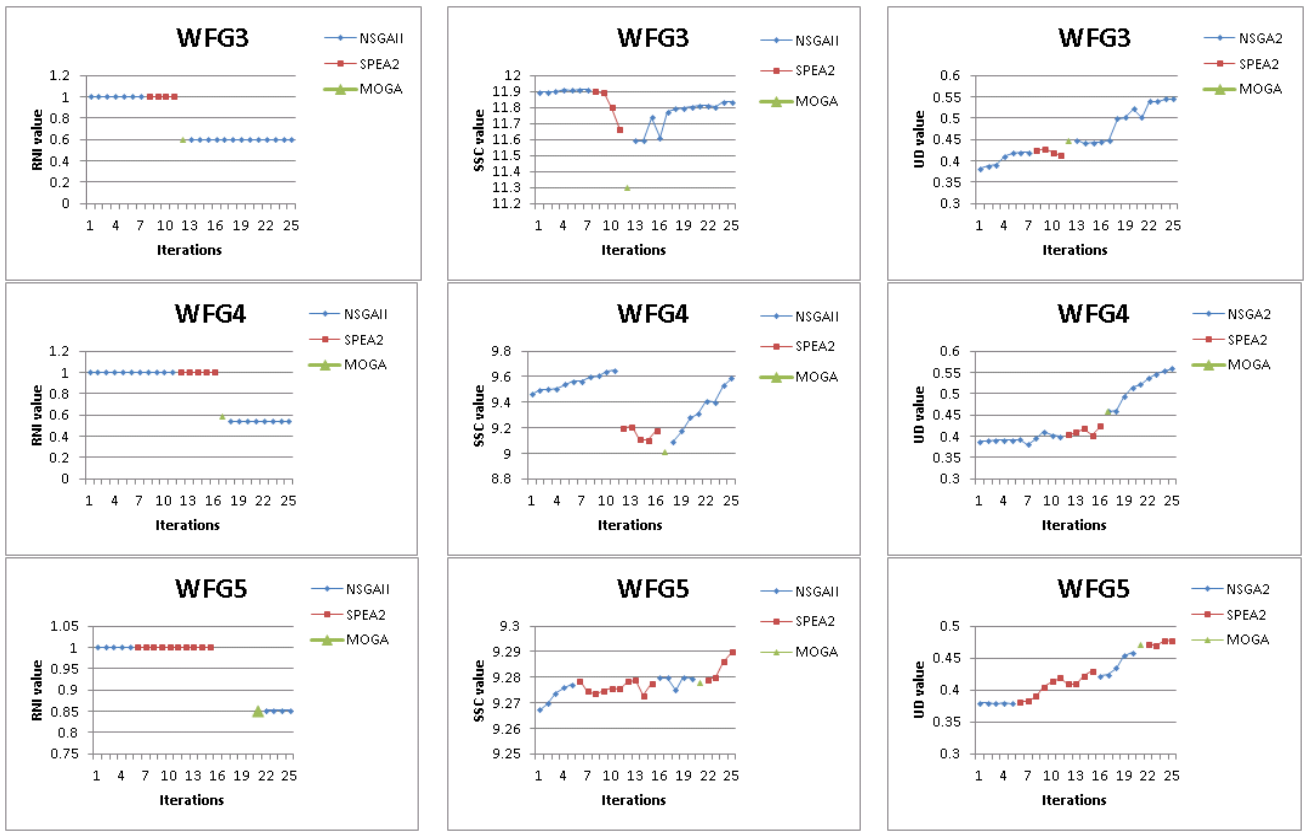 WFG3
NSGAII
SPEA2
MOGA
1.2
1
0.8
0.6
0.4
0.2
0
RNI value
1 4 7 10 13 16 19 22 25
Iterations
WFG3
NSGAII
SPEA2
MOGA
12
11.9
11.8
11.7
11.6
11.5
11.4
11.3
11.2
SSC value
1 4 7 10 13 16 19 22 25
Iterations
WFG3
NSGA2
SPEA2
MOGA
0.6
0.55
0.5
0.45
0.4
0.35
0.3
UD value
1 4 7 10 13 16 19 22 25
Iterations
WFG4
NSGAII
SPEA2
MOGA
1.2
1
0.8
0.6
0.4
0.2
0
RNI value
1 4 7 10 13 16 19 22 25
Iterations
WFG4
NSGAII
SPEA2
MOGA
9.8
9.6
9.4
9.2
9
8.8
SSC value
1 4 7 10 13 16 19 22 25
Iterations
WFG4
NSGA2
SPEA2
MOGA
0.6
0.55
0.5
0.45
0.4
0.35
0.3
UD value
1 4 7 10 13 16 19 22 25
Iterations
WFG5
NSGAII
SPEA2
MOGA
1.05
1
0.95
0.9
0.85
0.8
0.75
RNI value
1 4 7 10 13 16 19 22 25
Iterations
WFG5
NSGAII
SPEA2
MOGA
9.3
9.29
9.28
9.27
9.26
9.25
SSC value
1 4 7 10 13 16 19 22 25
Iterations
WFG5
NSGA2
SPEA2
MOGA
0.5
0.45
0.4
0.35
0.3
UD value
1 4 7 10 13 16 19 22 25
Iterations